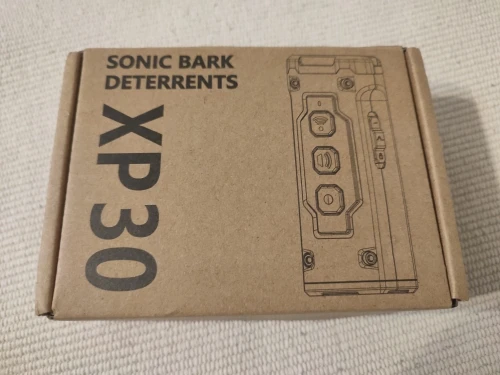 SONIC BARK
DETERRENTS
XP30